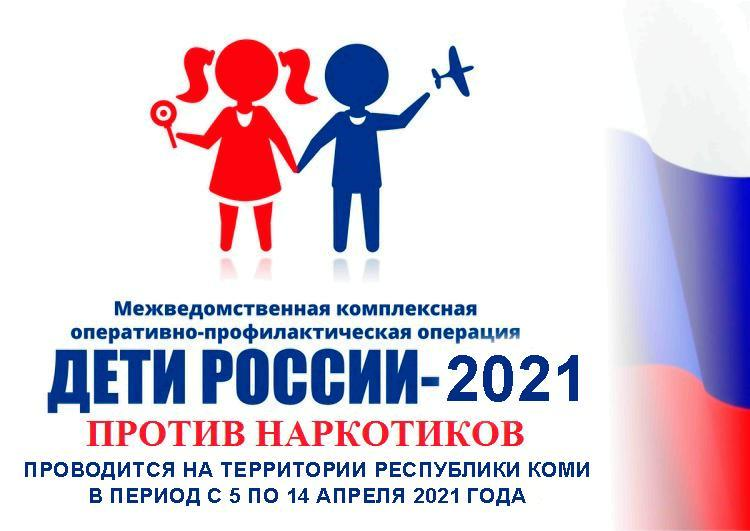 Межведомственная комплексная
оперативно-профилактическая операция
ДЕТИ РОССИИ-2021
ПРОТИВ НАРКОТИКОВ
ПРОВОДИТСЯ НА ТЕРРИТОРИИ РЕСПУБЛИКИ КОМИ
В ПЕРИОД С 5 ПО 14 АПРЕЛЯ 2021 ГОДА